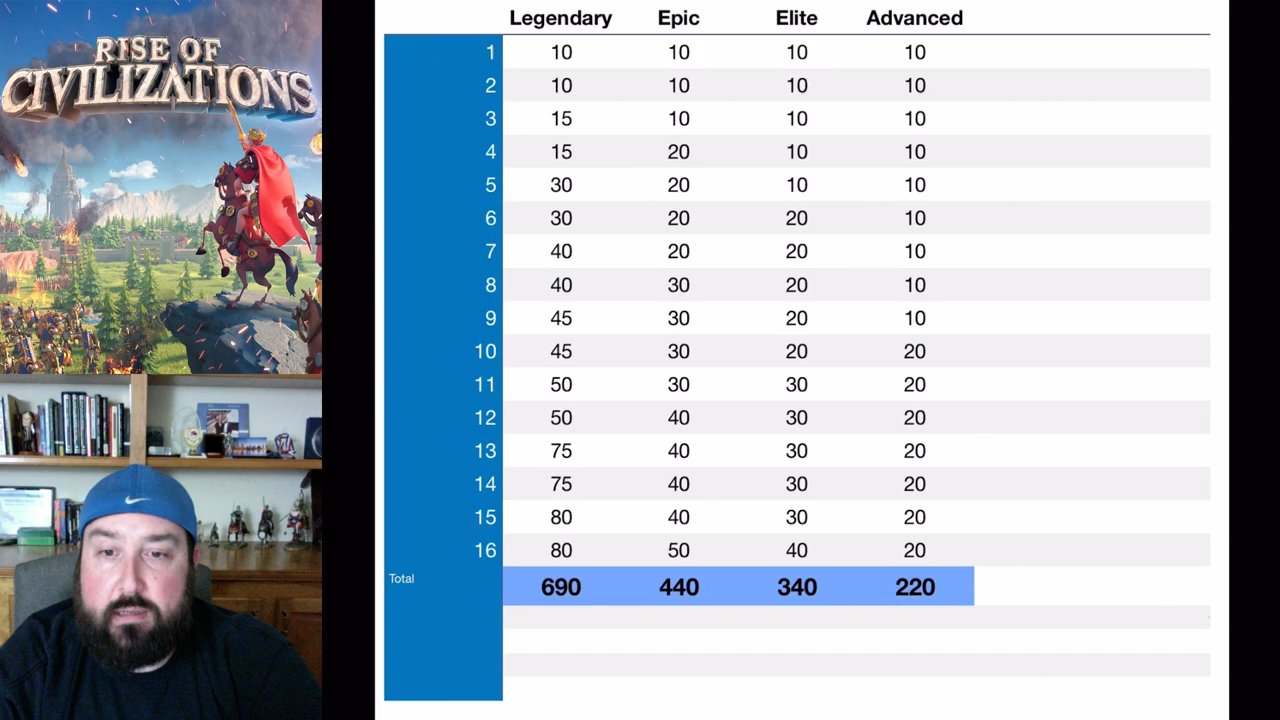 RISE OF
CIVILIZATIONS
Legendary Epic Elite Advanced
1 10 10 10 10
2 10 10 10 10
3 15 10 10 10
4 15 20 10 10
5 30 20 10 10
6 30 20 20 10
7 40 20 20 10
8 40 30 20 10
9 45 30 20 10
10 45 30 20 20
11 50 30 30 20
12 50 40 30 20
13 75 40 30 20
14 75 40 30 20
15 80 40 30 20
16 80 50 40 20
Total 690 440 340 220